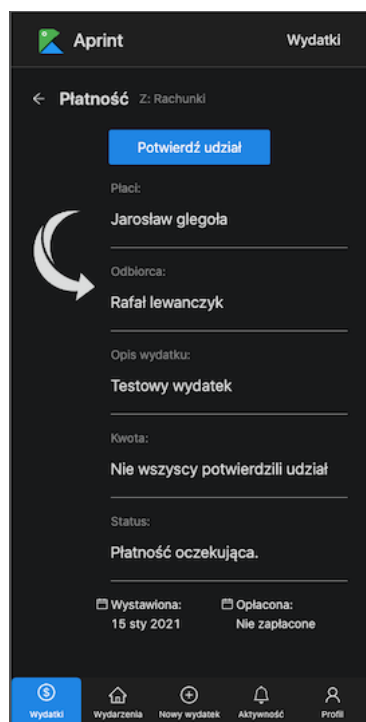 Aprint Wydatki
← Płatność Z: Rachunki
Potwierdź udział
Płaci:
Jarosław glegoła
Odbiorca:
Rafał lewanczyk
Opis wydatku:
Testowy wydatek
Kwota:
Nie wszyscy potwierdzili udział
Status:
Płatność oczekująca.
Wystawiona: Opłacona:
15 sty 2021 Nie zapłacone
Wydatki Wydarzenia Nowy wydatek Aktywność Profil